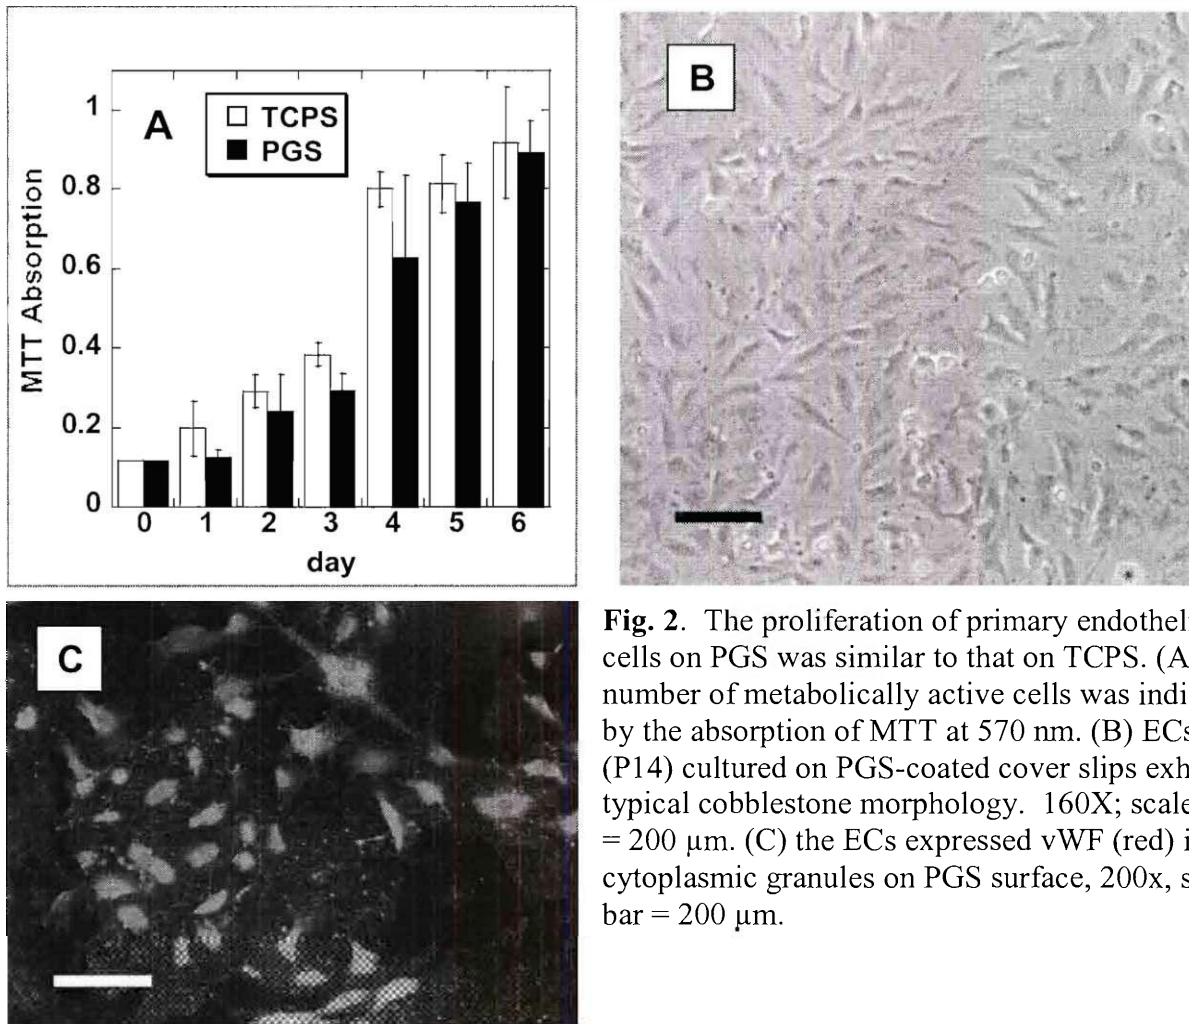 A
TCPS
PGS
MTT Absorption
1
0.8
0.6
0.4
0.2
0
0 1 2 3 4 5 6
day
B
C
Fig. 2. The proliferation of primary endotheli
cells on PGS was similar to that on TCPS. (A
number of metabolically active cells was indi
by the absorption of MTT at 570 nm. (B) ECs
(P14) cultured on PGS-coated cover slips exh
typical cobblestone morphology. 160X; scale
= 200 µm. (C) the ECs expressed vWF (red) i
cytoplasmic granules on PGS surface, 200x, s
bar = 200 µm.